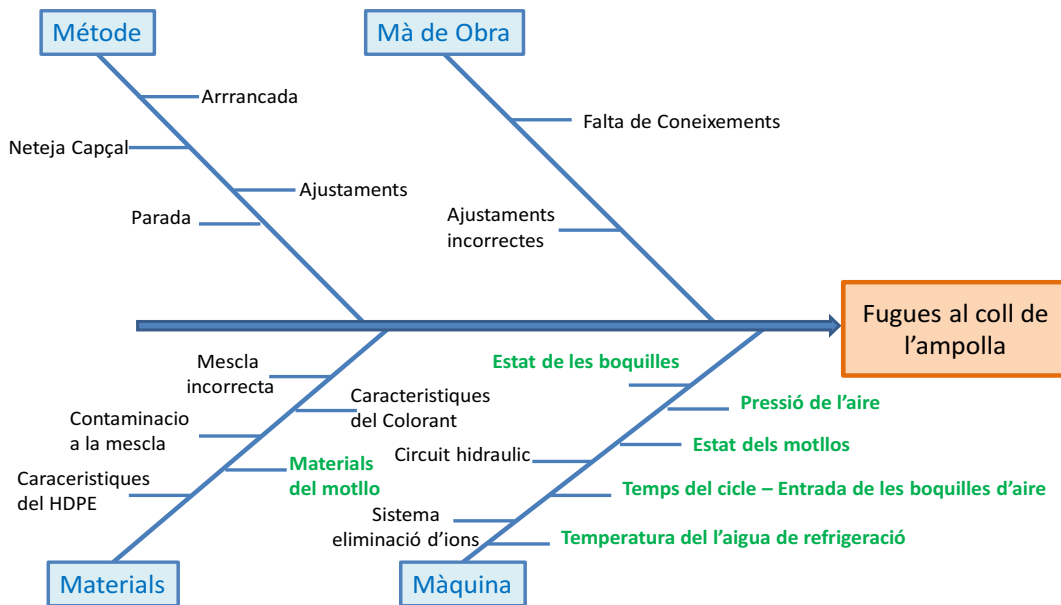 Métode
Mà de Obra
Arrrancada
Neteja Capçal
Ajustaments
Parada
Falta de Coneixements
Ajustaments
incorrectes
Fugues al coll de
l’ampolla
Mescla
incorrecta
Caracteristiques
del Colorant
Contaminacio
a la mescla
Materials
del motllo
Caraceristiques
del HDPE
Estat de les boquilles
Pressió de l’aire
Estat dels motllos
Circuit hidraulic
Temps del cicle – Entrada de les boquilles d’aire
Sistema
eliminació d’ions
Temperatura del l’aigua de refrigeració
Materials
Màquina